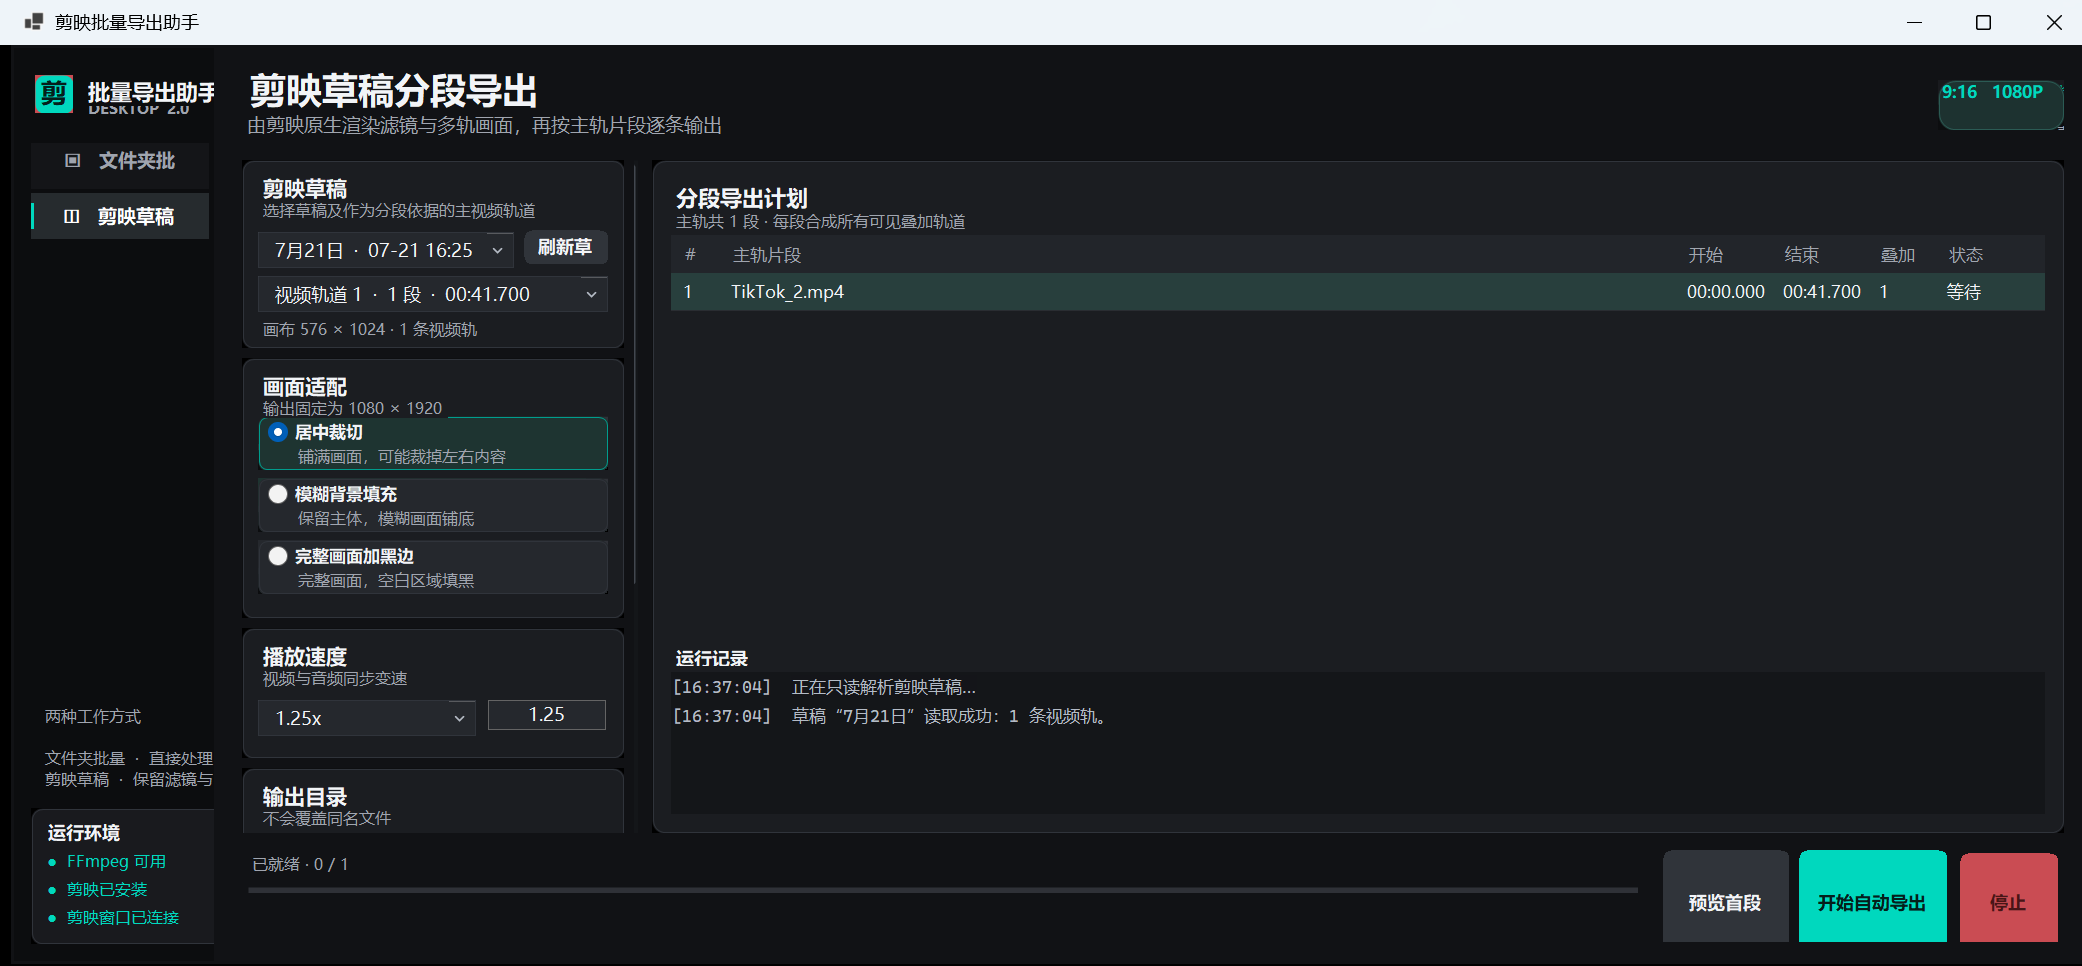 剪映批量导出助手
剪 批量导出助手
DESKTOP 2.0
文件夹批
剪映草稿
两种工作方式
文件夹批量 · 直接处理
剪映草稿 · 保留滤镜与
运行环境
FFmpeg 可用
剪映已安装
剪映窗口已连接
剪映草稿分段导出
由剪映原生渲染滤镜与多轨画面，再按主轨片段逐条输出
9:16 1080P
剪映草稿
选择草稿及作为分段依据的主视频轨道
7月21日 · 07-21 16:25 刷新草
视频轨道 1 · 1 段 · 00:41.700
画布 576 × 1024 · 1 条视频轨
画面适配
输出固定为 1080 × 1920
居中裁切
铺满画面，可能裁掉左右内容
模糊背景填充
保留主体，模糊画面铺底
完整画面加黑边
完整画面，空白区域填黑
播放速度
视频与音频同步变速
1.25x 1.25
输出目录
不会覆盖同名文件
分段导出计划
主轨共 1 段 · 每段合成所有可见叠加轨道
# 主轨片段 开始 结束 叠加 状态
1 TikTok_2.mp4 00:00.000 00:41.700 1 等待
运行记录
[16:37:04] 正在只读解析剪映草稿...
[16:37:04] 草稿“7月21日”读取成功：1 条视频轨。
已就绪 · 0 / 1
预览首段 开始自动导出 停止